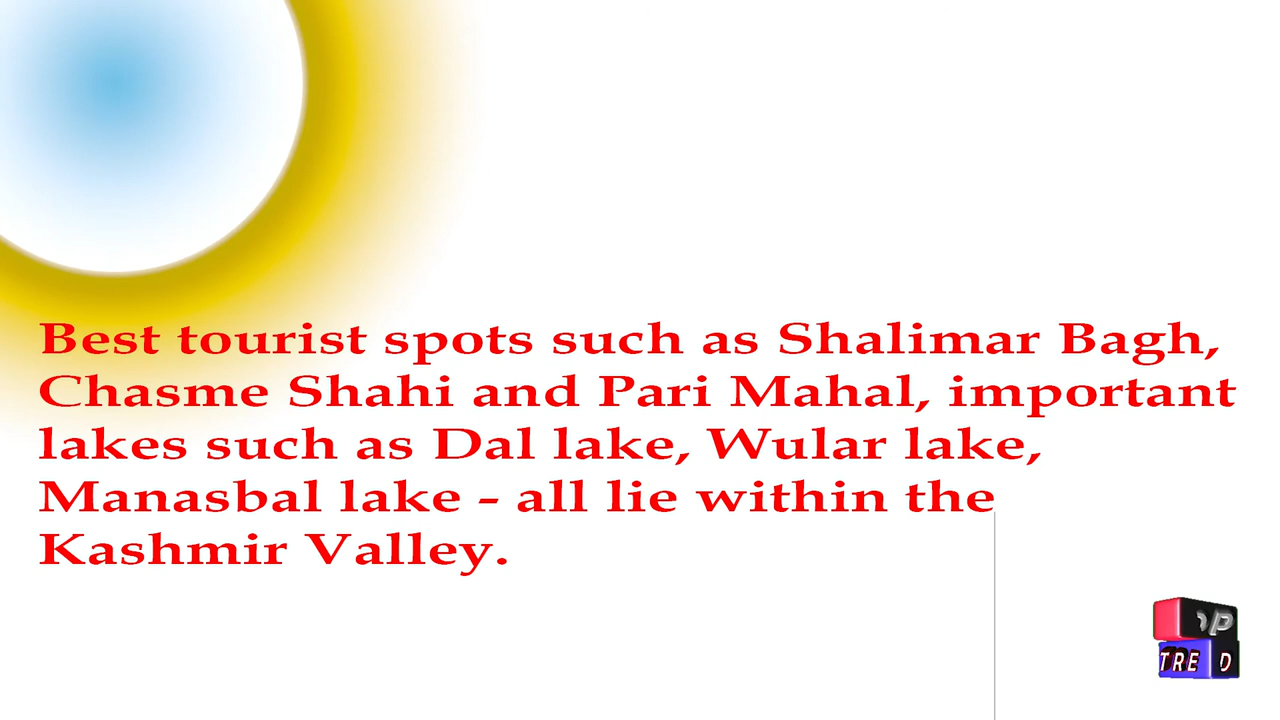 Best tourist spots such as Shalimar Bagh,
Chasme Shahi and Pari Mahal, important
lakes such as Dal lake, Wular lake,
Manasbal lake - all lie within the
Kashmir Valley.